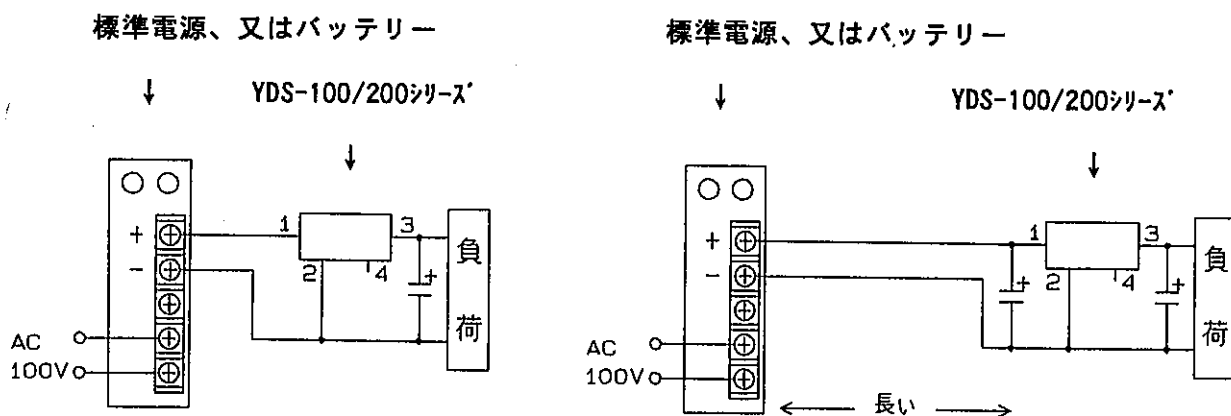 標準電源、又はバッテリー
↓
YDS-100/200シリーズ
↓
+
-
1
2
3
4
+
負荷
AC
100V
標準電源、又はバッテリー
↓
YDS-100/200シリーズ
↓
+
-
1
2
3
4
+
+
負荷
AC
100V
← 長い →